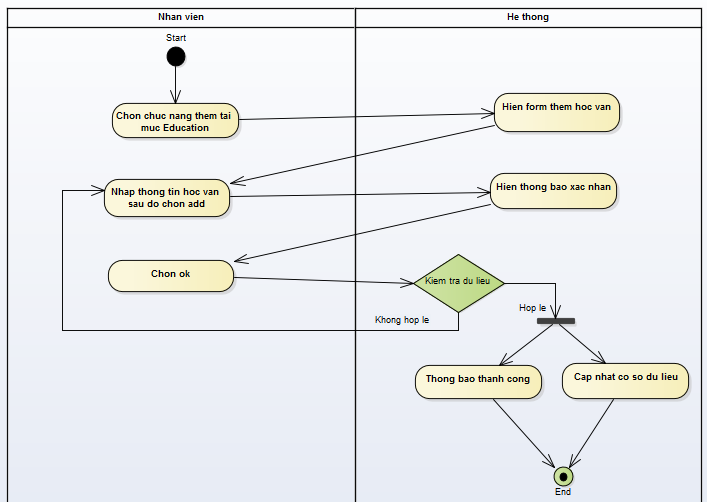 Nhan vien
He thong
Start
Chon chuc nang them tai
muc Education
Hien form them hoc van
Nhap thong tin hoc van
sau do chon add
Hien thong bao xac nhan
Chon ok
Kiem tra du lieu
Khong hop le
Hop le
Thong bao thanh cong
Cap nhat co so du lieu
End